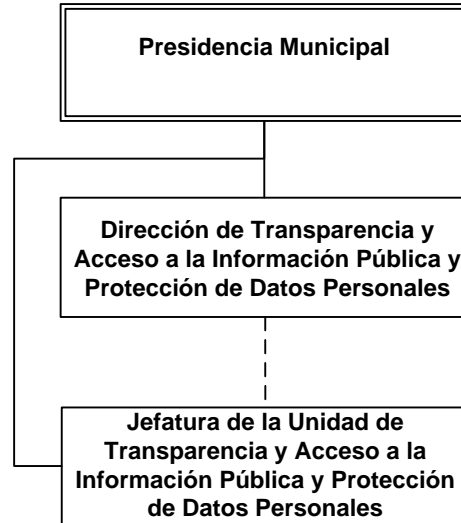 Presidencia Municipal
Dirección de Transparencia y
Acceso a la Información Pública y
Protección de Datos Personales
Jefatura de la Unidad de
Transparencia y Acceso a la
Información Pública y Protección
de Datos Personales